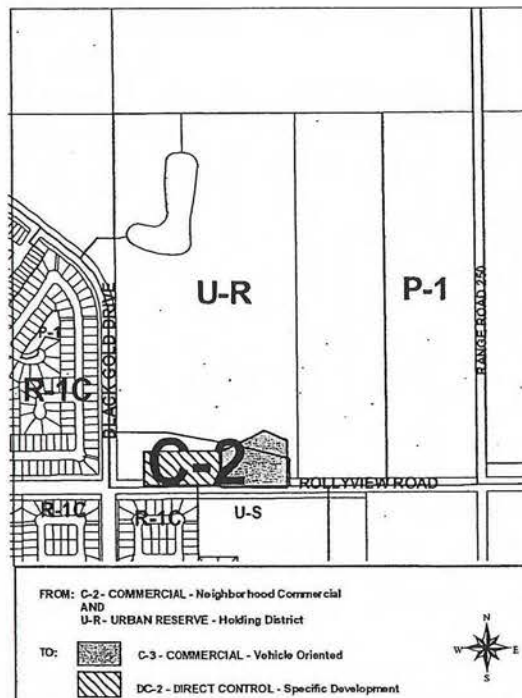 U-R
P-1
RANGE ROAD 250
BLACK GOLD DRIVE
P-1
R-1C
C-2
ROLLYVIEW ROAD
R-1C
R-1C
U-S
FROM: C-2 - COMMERCIAL - Neighborhood Commercial
AND
U-R - URBAN RESERVE - Holding District
TO: C-3 - COMMERCIAL - Vehicle Oriented
DC-2 - DIRECT CONTROL - Specific Development
N
W E
S